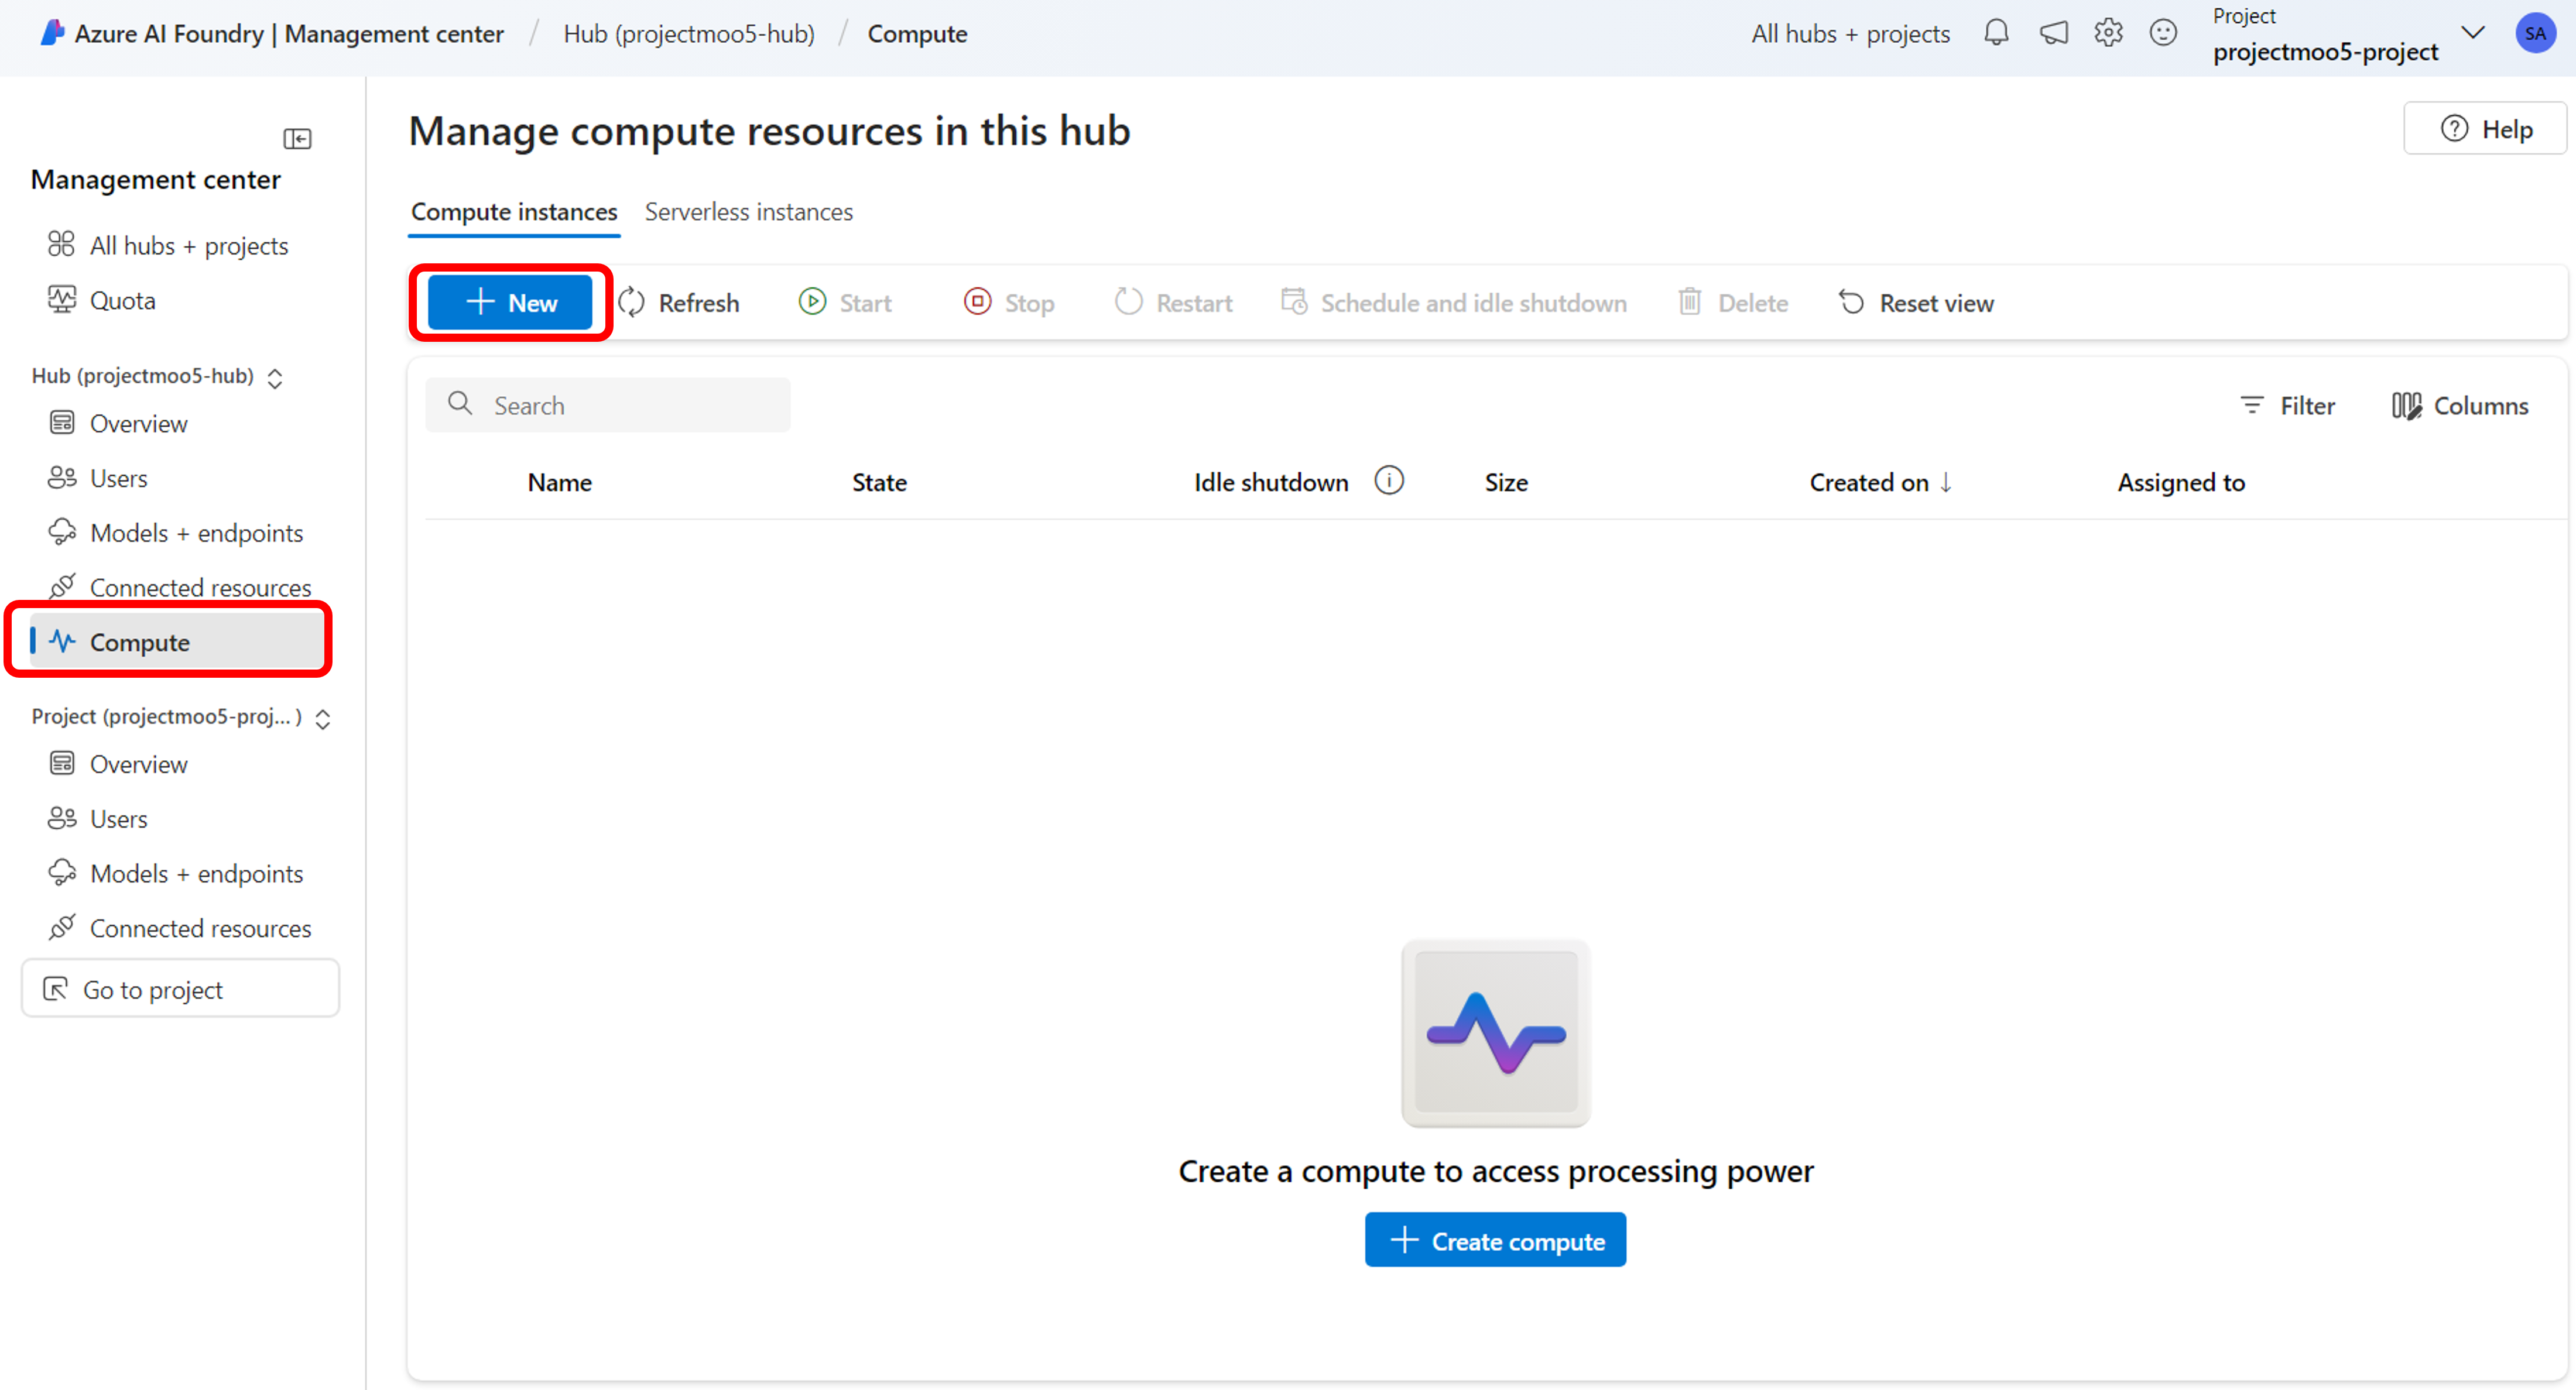 Azure AI Foundry | Management center / Hub (projectmoo5-hub) / Compute
All hubs + projects
Project
projectmoo5-project
SA
Management center
All hubs + projects
Quota
Hub (projectmoo5-hub)
Overview
Users
Models + endpoints
Connected resources
Compute
Project (projectmoo5-proj... )
Overview
Users
Models + endpoints
Connected resources
Go to project
Manage compute resources in this hub
Help
Compute instances Serverless instances
New Refresh Start Stop Restart Schedule and idle shutdown Delete Reset view
Search
Filter Columns
Name State Idle shutdown Size Created on ↓ Assigned to
Create a compute to access processing power
Create compute